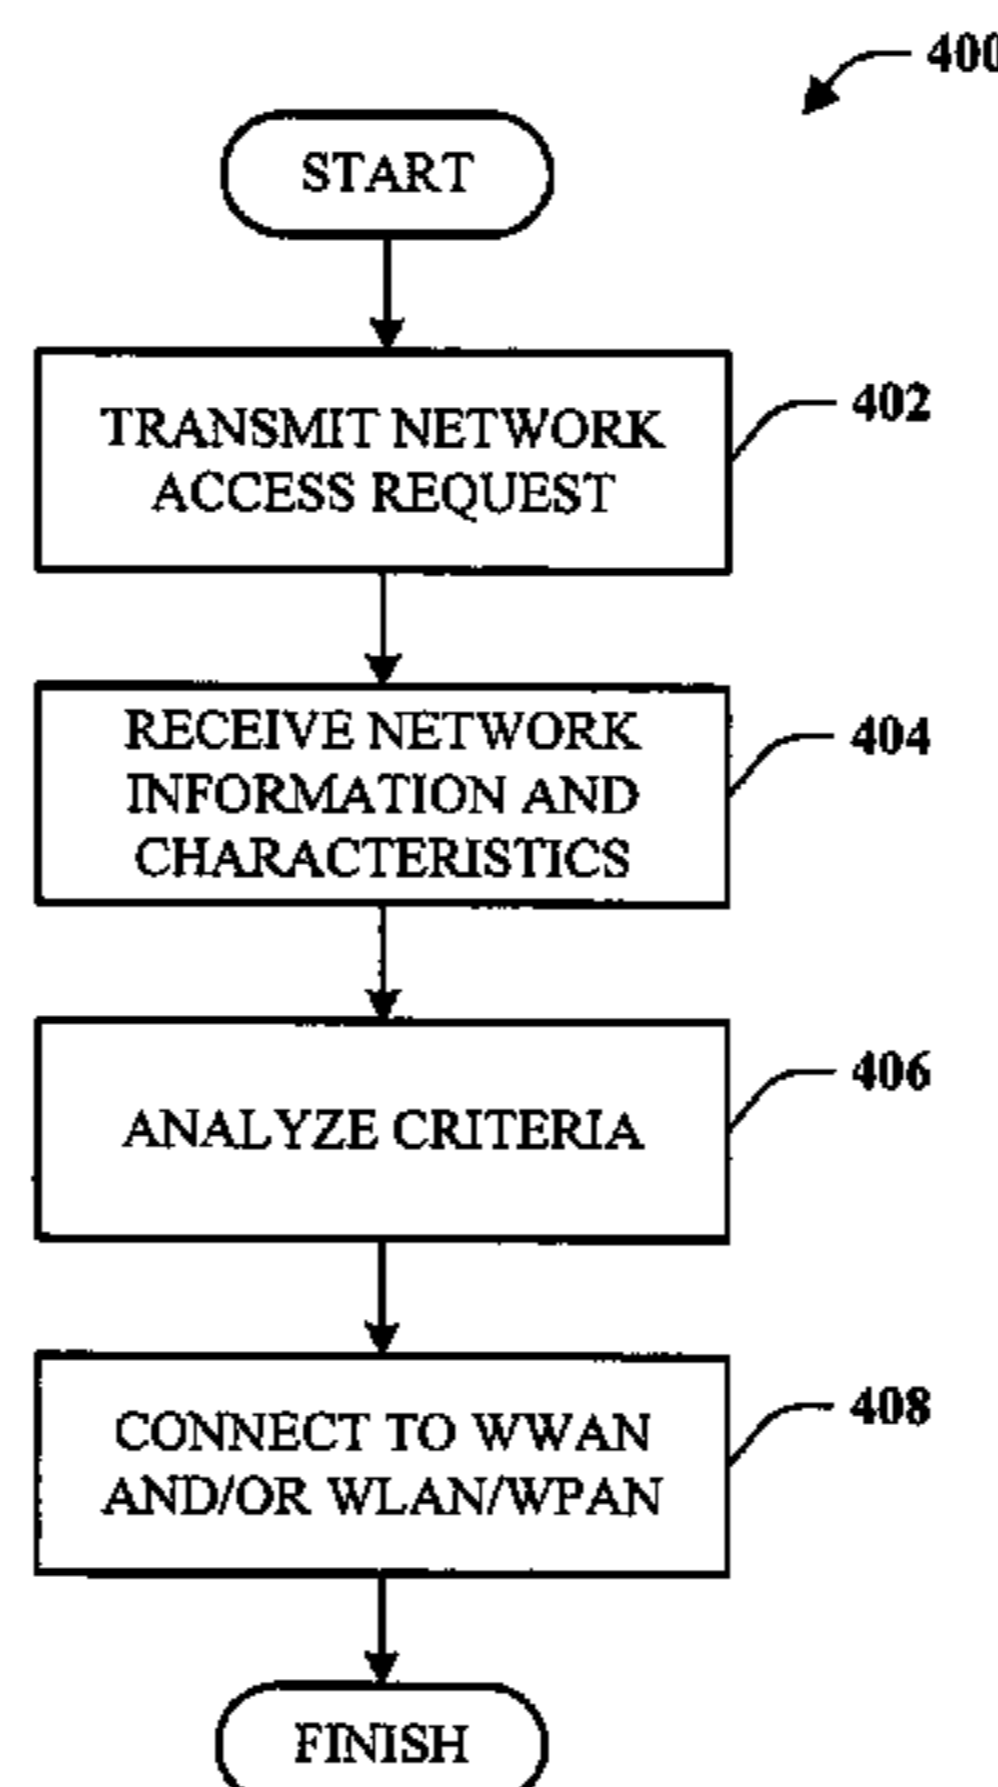 400
START
TRANSMIT NETWORK
ACCESS REQUEST
402
RECEIVE NETWORK
INFORMATION AND
CHARACTERISTICS
404
ANALYZE CRITERIA
406
CONNECT TO WWAN
AND/OR WLAN/WPAN
408
FINISH